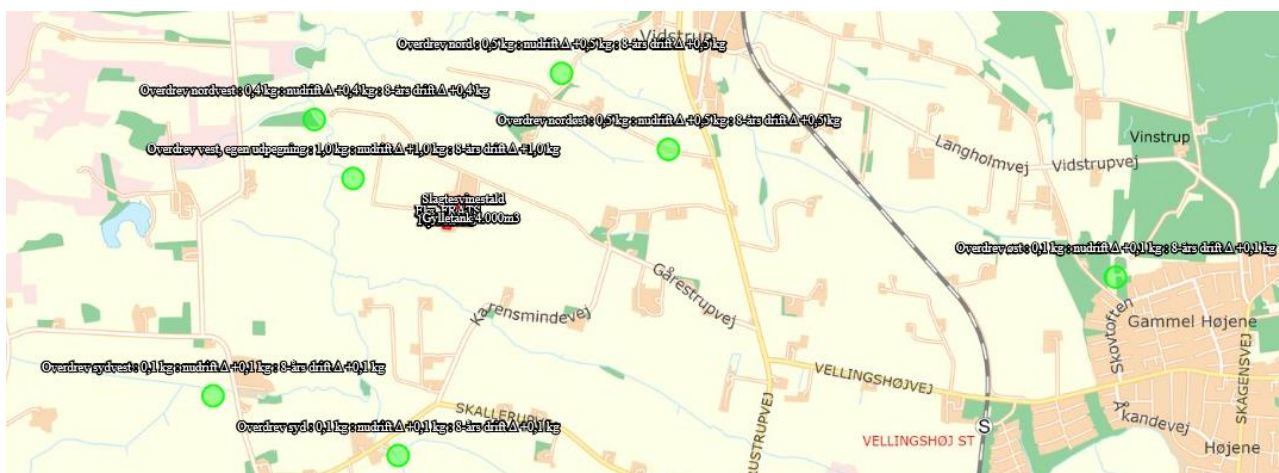 Vidstrup
Overdrev nord : 0,5 kg : nudrift Δ +0,5 kg : 8-års drift Δ +0,5 kg
Overdrev nordvest : 0,4 kg : nudrift Δ +0,4 kg : 8-års drift Δ +0,4 kg
Overdrev nordøst : 0,5 kg : nudrift Δ +0,5 kg : 8-års drift Δ +0,5 kg
Vinstrup
Langholmvej
Vidstrupvej
Overdrev vest, egen udpegning : 1,0 kg : nudrift Δ +1,0 kg : 8-års drift Δ +1,0 kg
Slagtesvinestald
Gylletank 4.000m3
Overdrev øst : 0,1 kg : nudrift Δ +0,1 kg : 8-års drift Δ +0,1 kg
Gårestrupvej
Karensmindevej
Skovtoften
Gammel Højene
SKAGENSVEJ
Overdrev sydvest : 0,1 kg : nudrift Δ +0,1 kg : 8-års drift Δ +0,1 kg
VELLINGSHØJVEJ
SKALLERUP
Åkandevej
Overdrev syd : 0,1 kg : nudrift Δ +0,1 kg : 8-års drift Δ +0,1 kg
RUSTRUPVEJ
S
VELLINGSHØJ ST
Højene